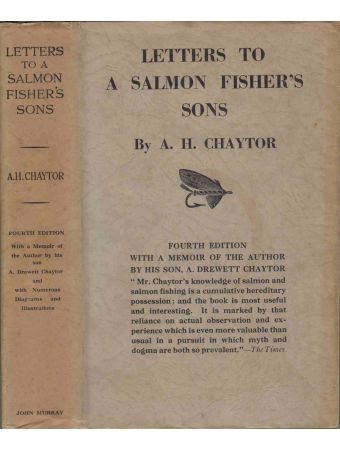 LETTERS
TO A
SALMON
FISHER'S
SONS
A.H. CHAYTOR
FOURTH EDITION
With a Memoir of
the Author by his
son
A. Drewett Chaytor
and
with Numerous
Diagrams and
Illustrations
JOHN MURRAY
LETTERS TO
A SALMON FISHER'S
SONS
By A. H. CHAYTOR
FOURTH EDITION
WITH A MEMOIR OF THE AUTHOR
BY HIS SON, A. DREWETT CHAYTOR
" Mr. Chaytor's knowledge of salmon and
salmon fishing is a cumulative hereditary
possession; and the book is most useful
and interesting. It is marked by that
reliance on actual observation and ex-
perience which is even more valuable than
usual in a pursuit in which myth and
dogma are both so prevalent."—The Times.